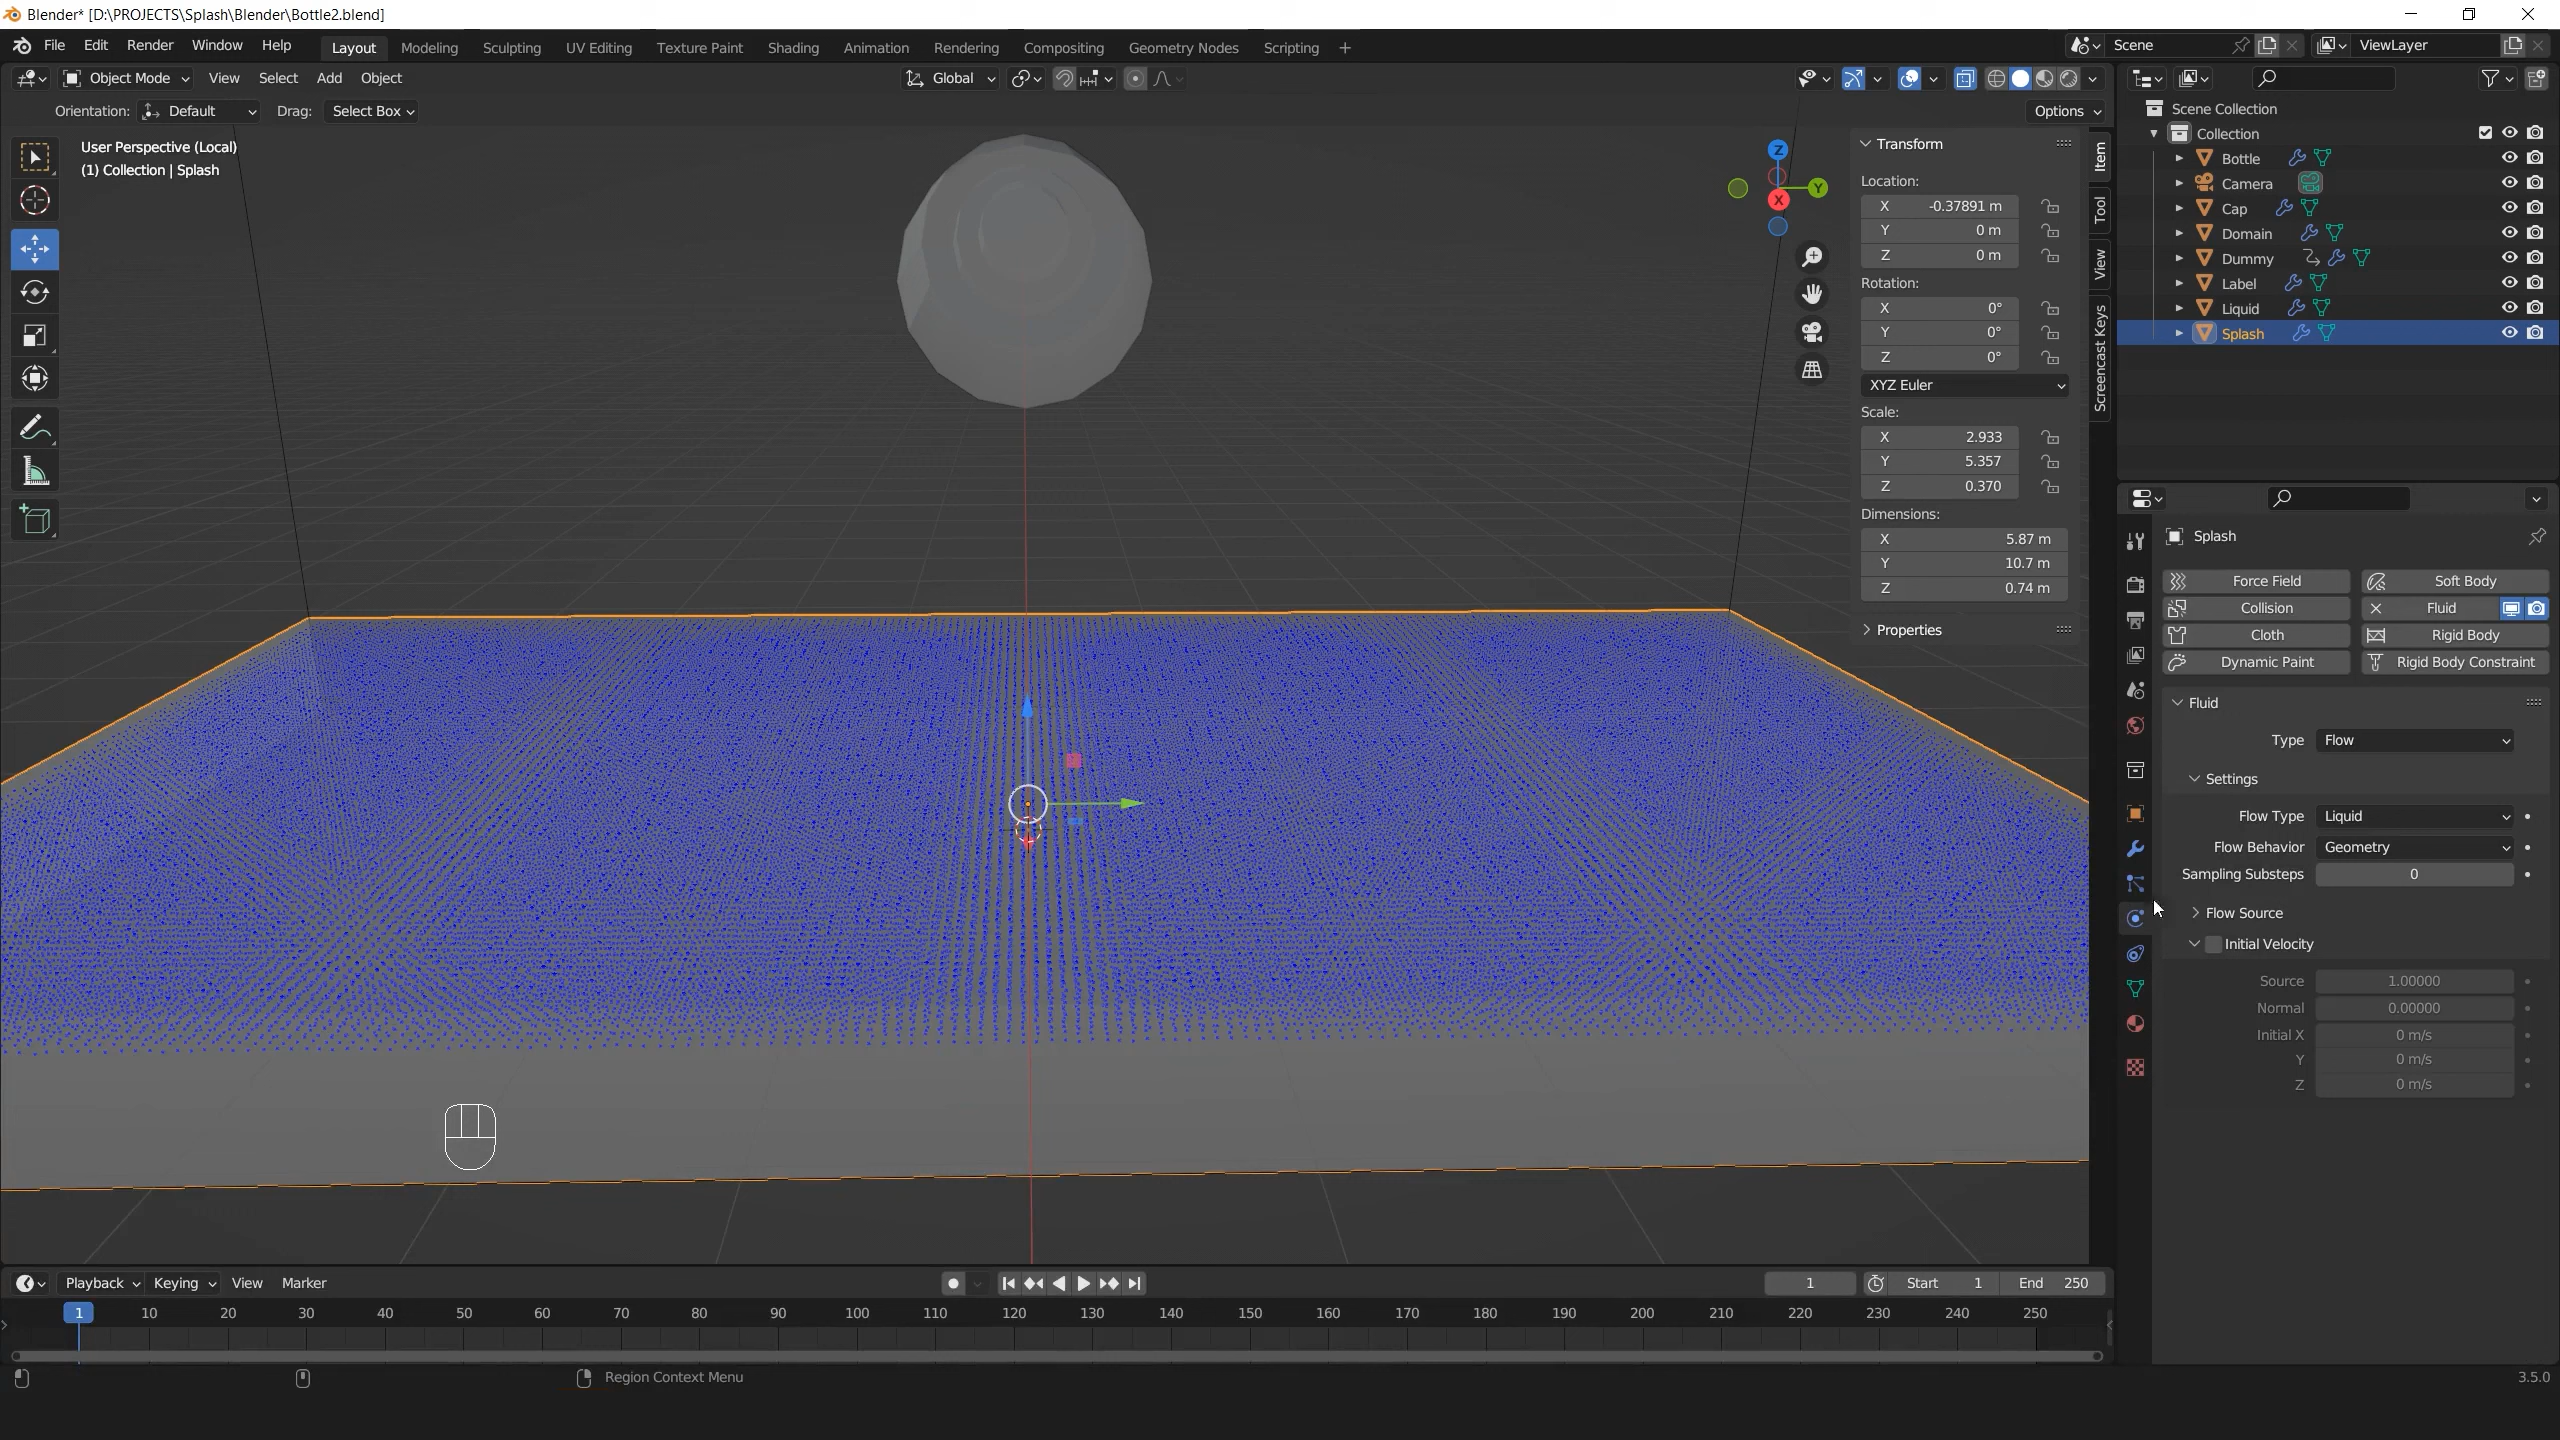 Blender* [D:\PROJECTS\Splash\Blender\Bottle2.blend]
File Edit Render Window Help Layout Modeling Sculpting UV Editing Texture Paint Shading Animation Rendering Compositing Geometry Nodes Scripting + Scene ViewLayer
Object Mode View Select Add Object Global
Orientation: Default Drag: Select Box Options
User Perspective (Local)
(1) Collection | Splash
Z
Y
X
Transform
Location:
X -0.37891 m
Y 0 m
Z 0 m
Rotation:
X 0°
Y 0°
Z 0°
XYZ Euler
Scale:
X 2.933
Y 5.357
Z 0.370
Dimensions:
X 5.87 m
Y 10.7 m
Z 0.74 m
Properties
Item
Tool
View
Screencast Keys
Scene Collection
Collection
Bottle
Camera
Cap
Domain
Dummy
Label
Liquid
Splash
Splash
Force Field Soft Body
Collision Fluid
Cloth Rigid Body
Dynamic Paint Rigid Body Constraint
Fluid
Type Flow
Settings
Flow Type Liquid
Flow Behavior Geometry
Sampling Substeps 0
Flow Source
Initial Velocity
Source 1.00000
Normal 0.00000
Initial X 0 m/s
Y 0 m/s
Z 0 m/s
Playback Keying View Marker 1 Start 1 End 250
1 10 20 30 40 50 60 70 80 90 100 110 120 130 140 150 160 170 180 190 200 210 220 230 240 250
Region Context Menu 3.5.0